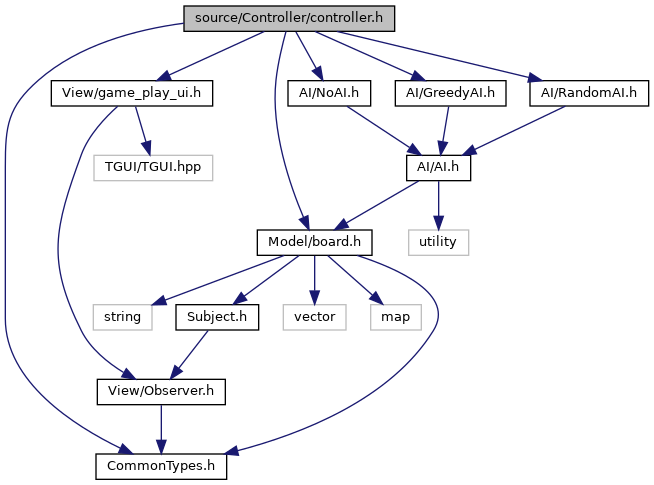 source/Controller/controller.h
View/game_play_ui.h
AI/NoAI.h
AI/GreedyAI.h
AI/RandomAI.h
TGUI/TGUI.hpp
AI/AI.h
Model/board.h
utility
string
Subject.h
vector
map
View/Observer.h
CommonTypes.h